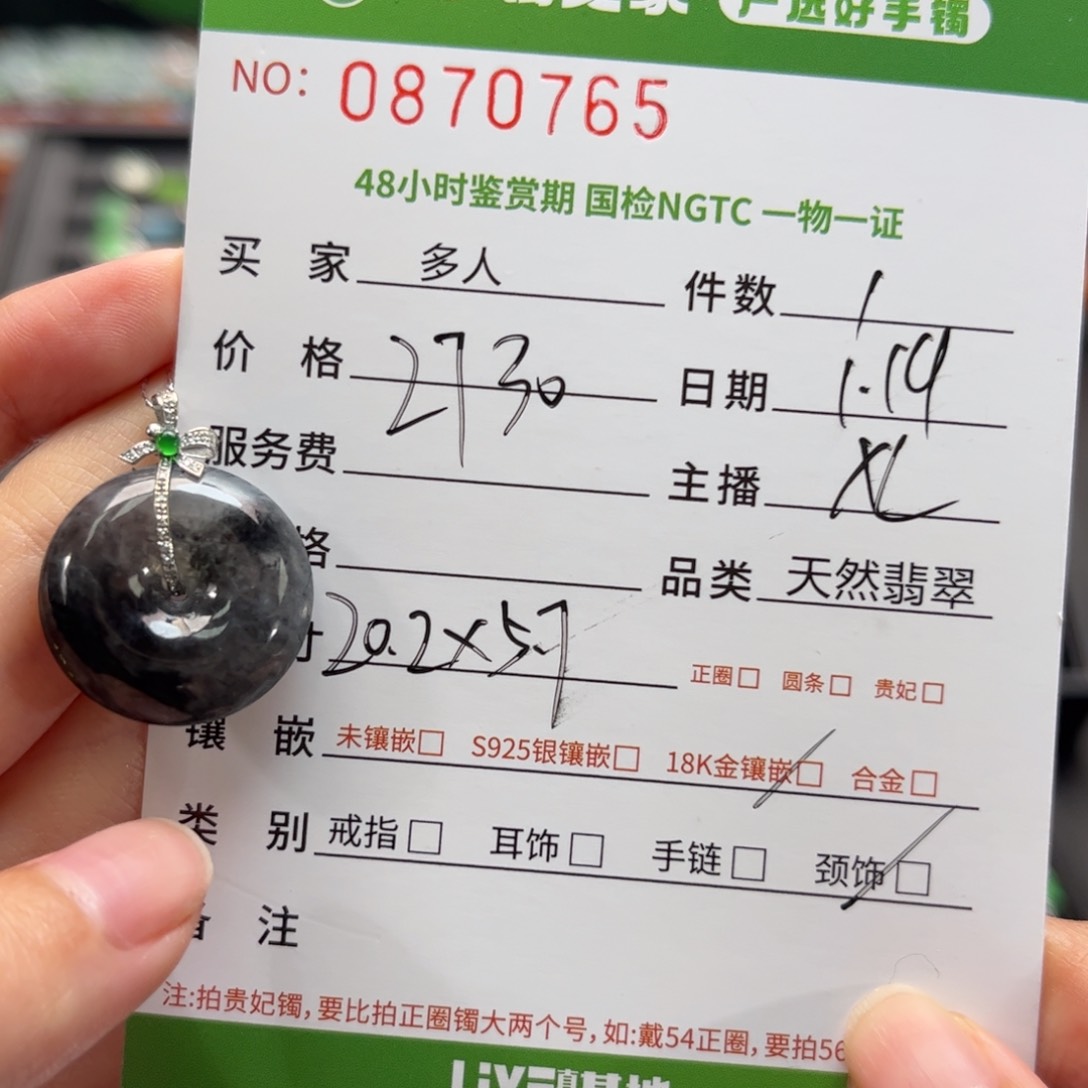 严选好手镯
NO: 0870765
48小时鉴赏期 国检NGTC 一物一证
买 家 多人 件数 1
价 格 2730 日期 1.14
服务费 主播 XL
格 品类 天然翡翠
寸 20.2×5.7 正圈□ 圆条□ 贵妃□
镶 嵌 未镶嵌□ S925银镶嵌□ 18K金镶嵌□ 合金□
类 别 戒指□ 耳饰□ 手链□ 颈饰□
备 注
注:拍贵妃镯,要比拍正圈镯大两个号,如:戴54正圈,要拍56